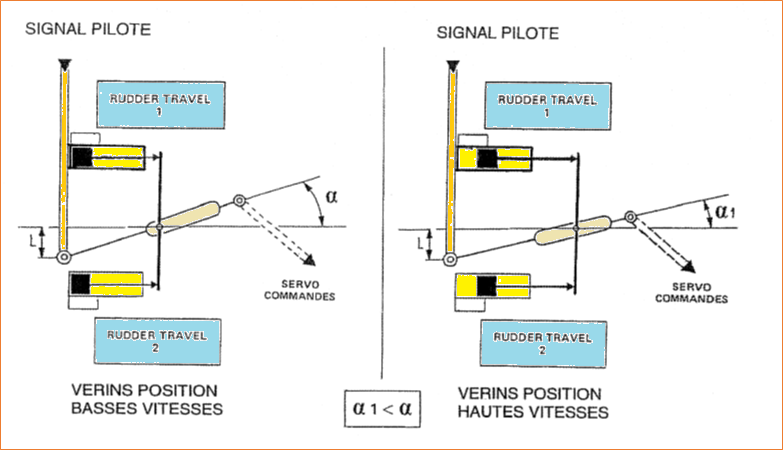 SIGNAL PILOTE
RUDDER TRAVEL
1
α
L
SERVO
COMMANDES
RUDDER TRAVEL
2
VERINS POSITION
BASSES VITESSES
SIGNAL PILOTE
RUDDER TRAVEL
1
α1
L
SERVO
COMMANDES
RUDDER TRAVEL
2
VERINS POSITION
HAUTES VITESSES
α 1 < α